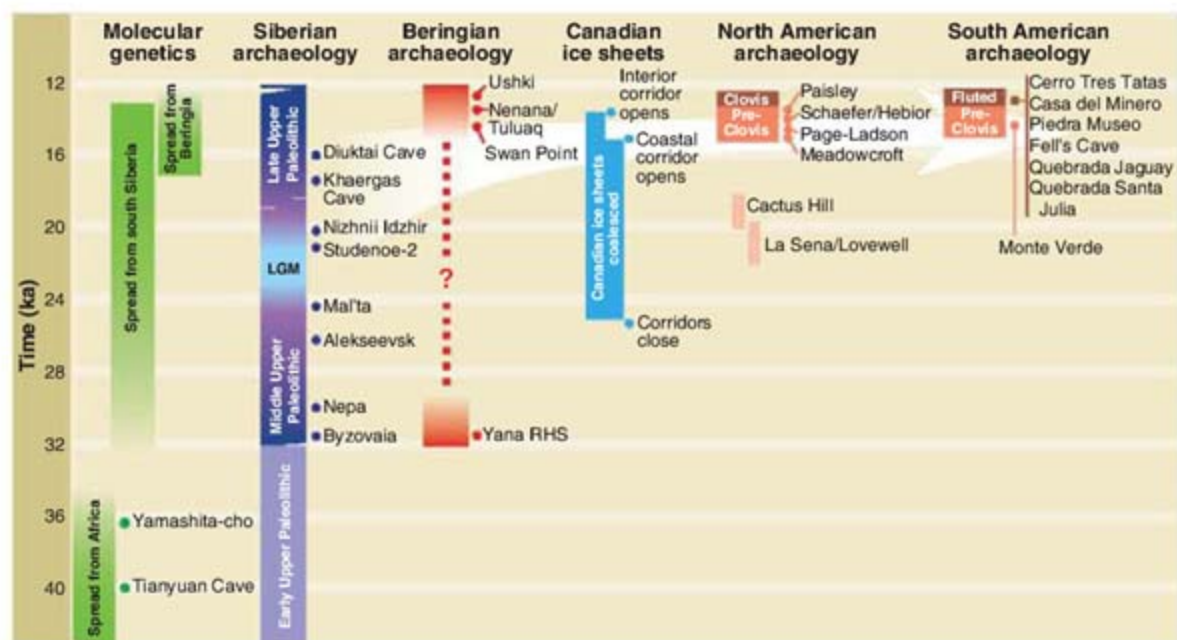 Molecular
genetics
Siberian
archaeology
Beringian
archaeology
Canadian
ice sheets
North American
archaeology
South American
archaeology
Time (ka)
12
16
20
24
28
32
36
40
Spread from Africa
Spread from south Siberia
Spread from
Beringia
Yamashita-cho
Tianyuan Cave
Late Upper
Paleolithic
LGM
Middle Upper
Paleolithic
Early Upper Paleolithic
Diuktai Cave
Khaergas
Cave
Nizhnii Idzhir
Studenoe-2
Mal'ta
Alekseevsk
Nepa
Byzovaia
Ushki
Nenana/
Tuluaq
Swan Point
?
Yana RHS
Interior
corridor
opens
Coastal
corridor
opens
Canadian ice sheets
coalesced
Corridors
close
Clovis
Pre-
Clovis
Paisley
Schaefer/Hebior
Page-Ladson
Meadowcroft
Cactus Hill
La Sena/Lovewell
Fluted
Pre-
Clovis
Cerro Tres Tatas
Casa del Minero
Piedra Museo
Fell's Cave
Quebrada Jaguay
Quebrada Santa
Julia
Monte Verde